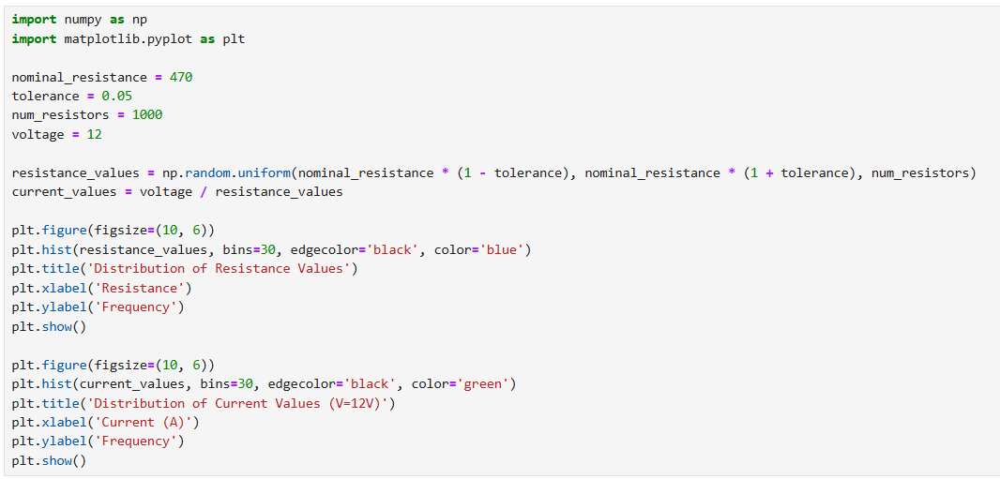 import numpy as np
import matplotlib.pyplot as plt

nominal_resistance = 470
tolerance = 0.05
num_resistors = 1000
voltage = 12

resistance_values = np.random.uniform(nominal_resistance * (1 - tolerance), nominal_resistance * (1 + tolerance), num_resistors)
current_values = voltage / resistance_values

plt.figure(figsize=(10, 6))
plt.hist(resistance_values, bins=30, edgecolor='black', color='blue')
plt.title('Distribution of Resistance Values')
plt.xlabel('Resistance')
plt.ylabel('Frequency')
plt.show()

plt.figure(figsize=(10, 6))
plt.hist(current_values, bins=30, edgecolor='black', color='green')
plt.title('Distribution of Current Values (V=12V)')
plt.xlabel('Current (A)')
plt.ylabel('Frequency')
plt.show()